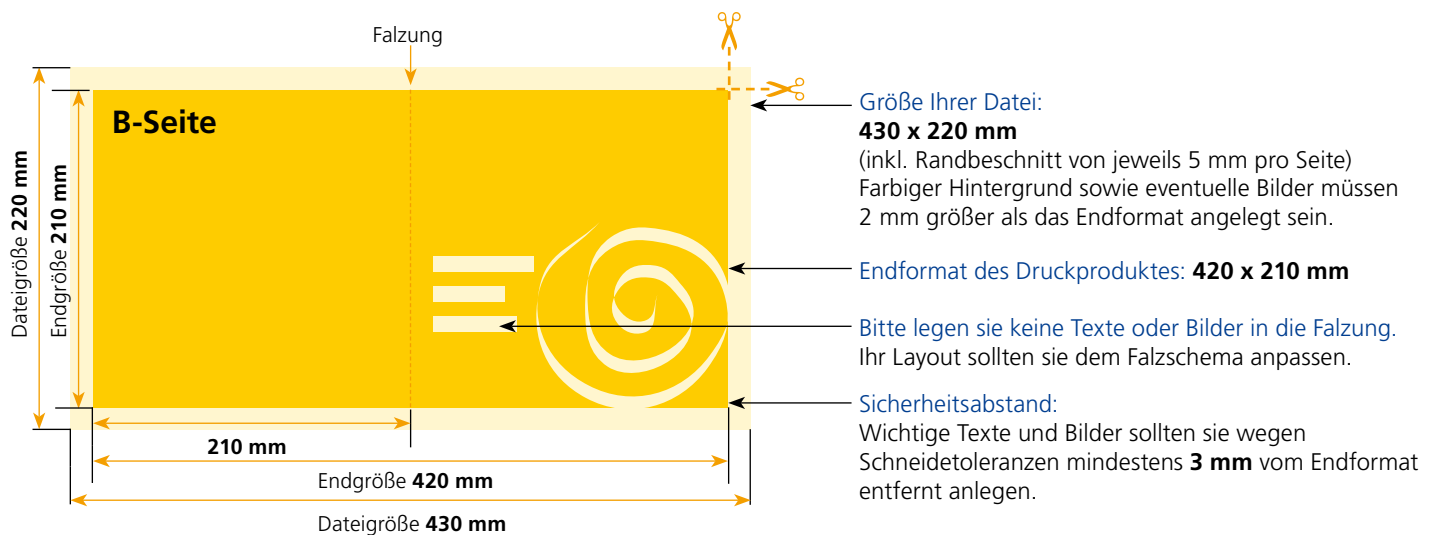 Falzung
B-Seite
Dateigröße 220 mm
Endgröße 210 mm
210 mm
Endgröße 420 mm
Dateigröße 430 mm
Größe Ihrer Datei:
430 x 220 mm
(inkl. Randbeschnitt von jeweils 5 mm pro Seite)
Farbiger Hintergrund sowie eventuelle Bilder müssen
2 mm größer als das Endformat angelegt sein.
Endformat des Druckproduktes: 420 x 210 mm
Bitte legen sie keine Texte oder Bilder in die Falzung.
Ihr Layout sollten sie dem Falzschema anpassen.
Sicherheitsabstand:
Wichtige Texte und Bilder sollten sie wegen
Schneidetoleranzen mindestens 3 mm vom Endformat
entfernt anlegen.